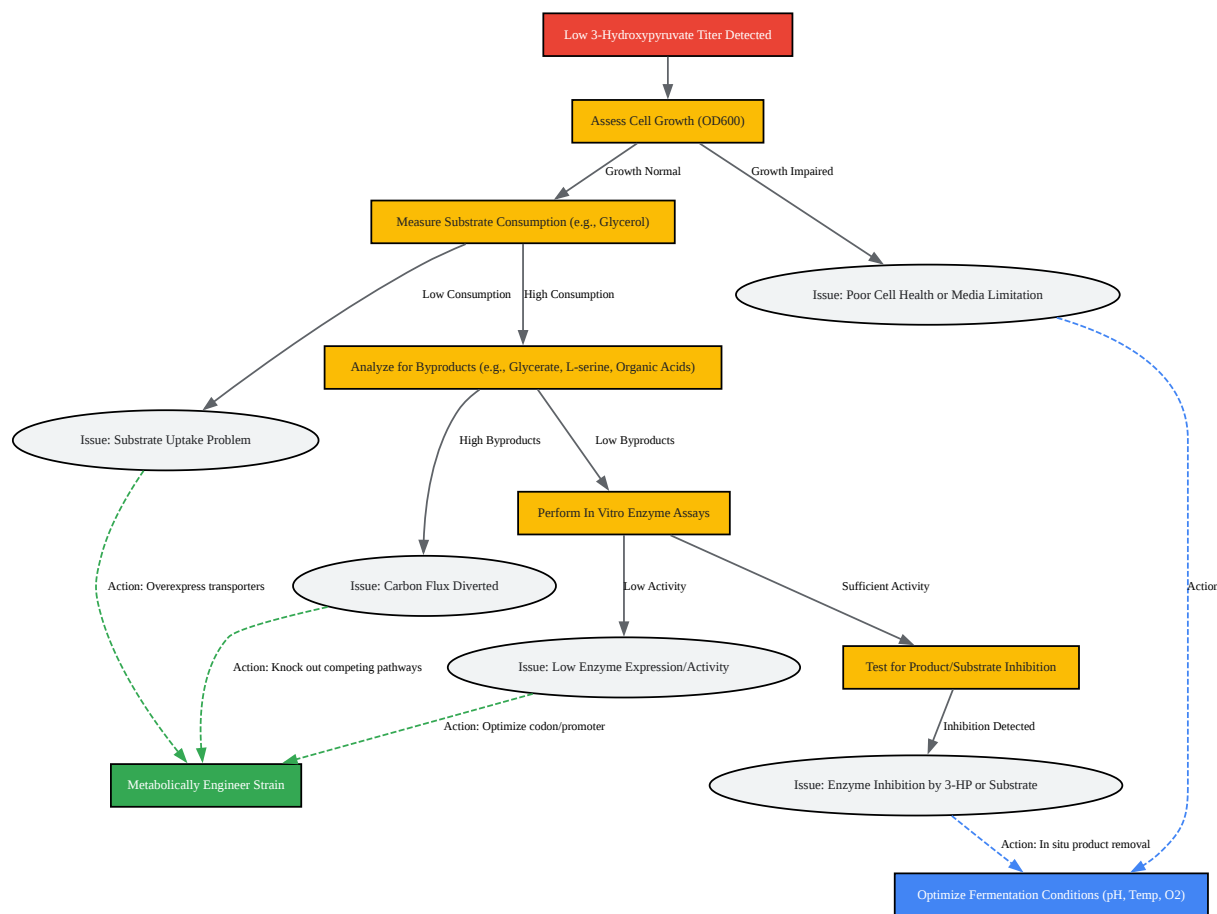 Low 3-Hydroxypyruvate Titer Detected
Assess Cell Growth (OD600)
Growth Normal
Growth Impaired
Measure Substrate Consumption (e.g., Glycerol)
Low Consumption
High Consumption
Issue: Poor Cell Health or Media Limitation
Analyze for Byproducts (e.g., Glycerate, L-serine, Organic Acids)
Issue: Substrate Uptake Problem
High Byproducts
Low Byproducts
Perform In Vitro Enzyme Assays
Action: Overexpress transporters
Issue: Carbon Flux Diverted
Low Activity
Sufficient Activity
Action
Action: Knock out competing pathways
Issue: Low Enzyme Expression/Activity
Test for Product/Substrate Inhibition
Action: Optimize codon/promoter
Inhibition Detected
Metabolically Engineer Strain
Issue: Enzyme Inhibition by 3-HP or Substrate
Action: In situ product removal
Optimize Fermentation Conditions (pH, Temp, O2)